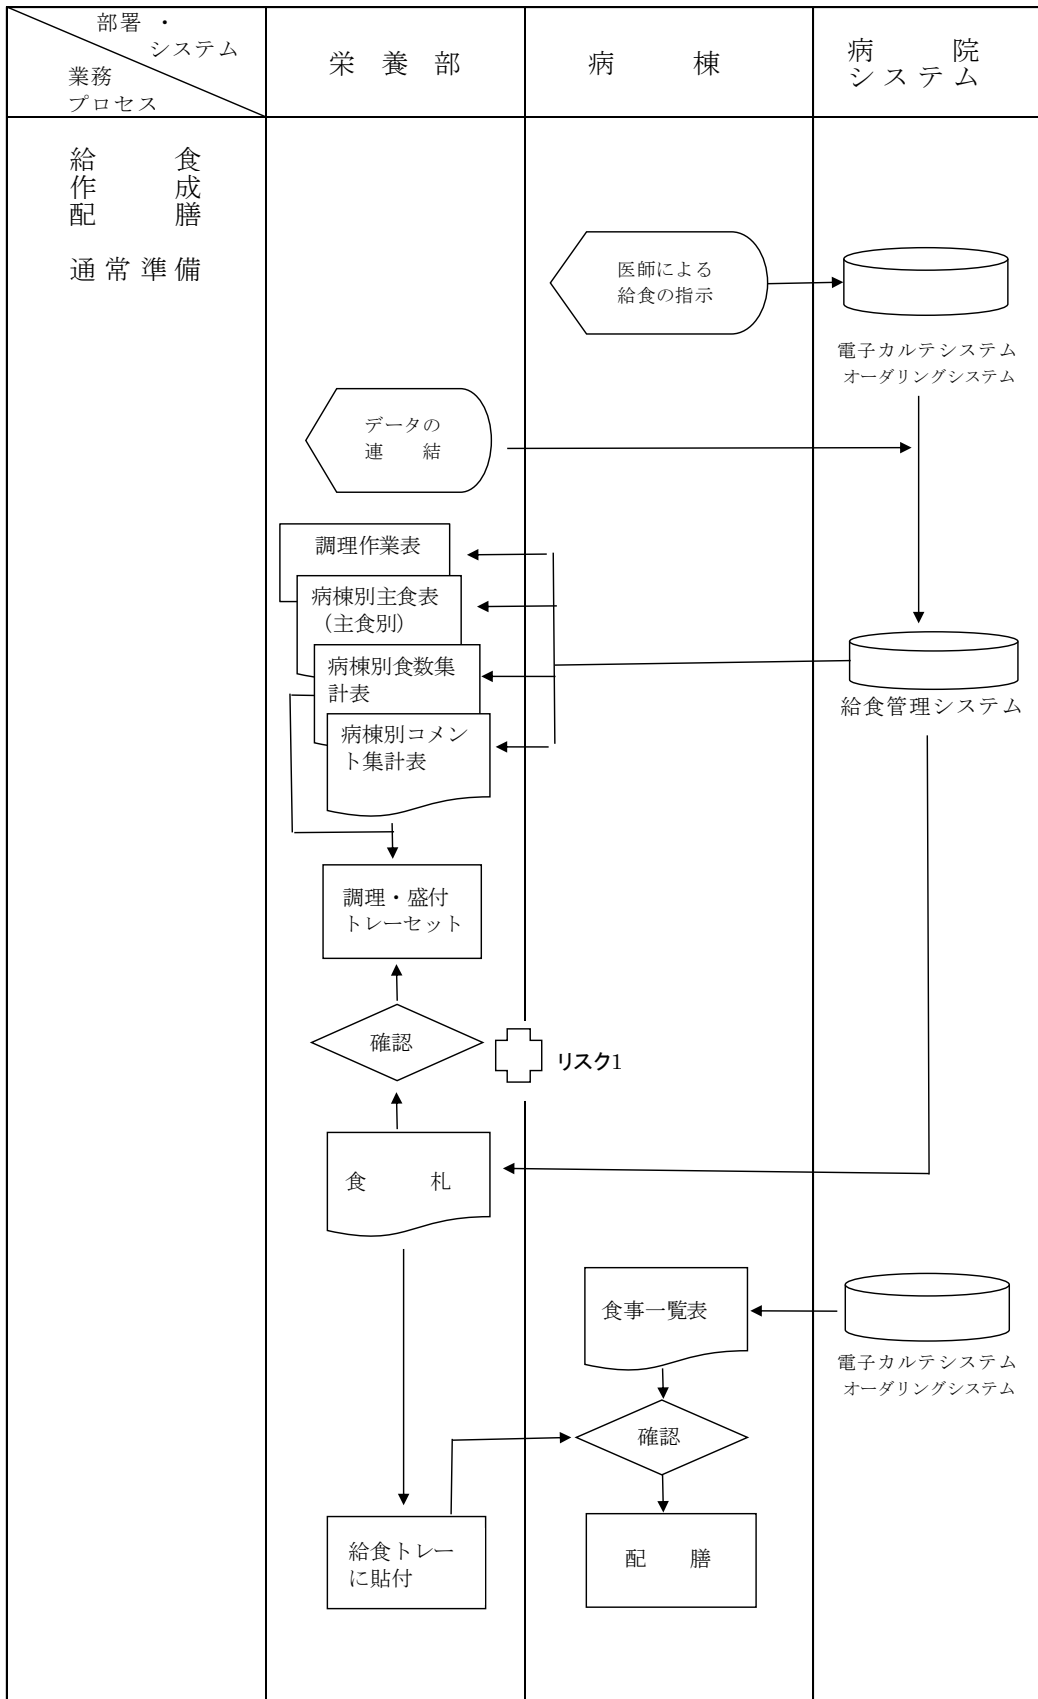 部署・
システム
業務
プロセス
栄養部
病棟
病院
システム
給食
作成
配膳
通常準備
医師による
給食の指示
電子カルテシステム
オーダリングシステム
データの
連結
調理作業表
病棟別主食表
（主食別）
病棟別食数集
計表
病棟別コメン
ト集計表
給食管理システム
調理・盛付
トレーセット
確認
リスク1
食札
食事一覧表
電子カルテシステム
オーダリングシステム
確認
給食トレー
に貼付
配膳